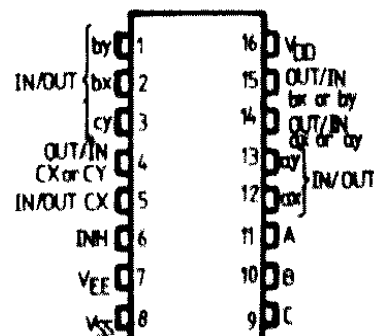 by 1
IN/OUT bx 2
cy 3
OUT/IN
CX or CY 4
IN/OUT CX 5
INH 6
VEE 7
VSS 8
16 VDD
15 OUT/IN
bx or by
14 OUT/IN
ax or ay
13 ay
IN/OUT
12 ax
11 A
10 B
9 C